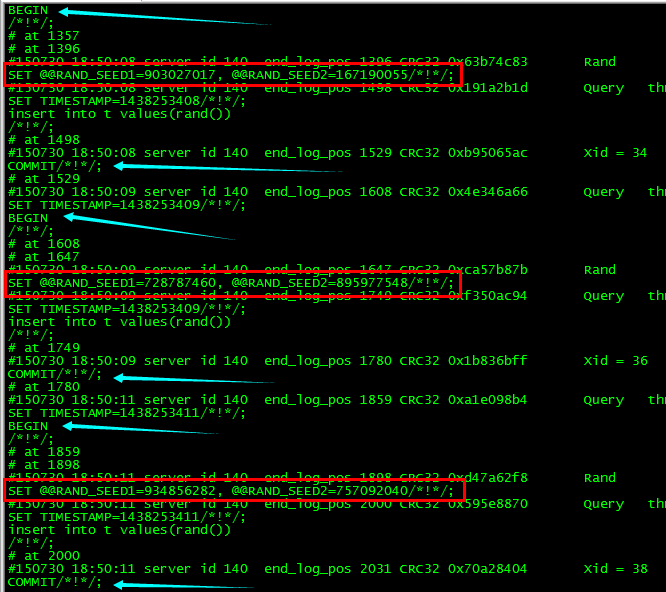 BEGIN
/*!*/;
# at 1357
# at 1396
#150730 18:50:08 server id 140  end_log_pos 1396 CRC32 0x63b74c83 	Rand
SET @@RAND_SEED1=903027017, @@RAND_SEED2=167190055/*!*/;
#150730 18:50:08 server id 140  end_log_pos 1498 CRC32 0x191a2b1d 	Query	th
SET TIMESTAMP=1438253408/*!*/;
insert into t values(rand())
/*!*/;
# at 1498
#150730 18:50:08 server id 140  end_log_pos 1529 CRC32 0xb95065ac 	Xid = 34
COMMIT/*!*/;
# at 1529
#150730 18:50:09 server id 140  end_log_pos 1608 CRC32 0x4e346a66 	Query	th
SET TIMESTAMP=1438253409/*!*/;
BEGIN
/*!*/;
# at 1608
# at 1647
#150730 18:50:09 server id 140  end_log_pos 1647 CRC32 0xca57b87b 	Rand
SET @@RAND_SEED1=728787460, @@RAND_SEED2=895977548/*!*/;
#150730 18:50:09 server id 140  end_log_pos 1749 CRC32 0xf350ac94 	Query	th
SET TIMESTAMP=1438253409/*!*/;
insert into t values(rand())
/*!*/;
# at 1749
#150730 18:50:09 server id 140  end_log_pos 1780 CRC32 0x1b836bff 	Xid = 36
COMMIT/*!*/;
# at 1780
#150730 18:50:11 server id 140  end_log_pos 1859 CRC32 0xa1e098b4 	Query	th
SET TIMESTAMP=1438253411/*!*/;
BEGIN
/*!*/;
# at 1859
# at 1898
#150730 18:50:11 server id 140  end_log_pos 1898 CRC32 0xd47a62f8 	Rand
SET @@RAND_SEED1=934856282, @@RAND_SEED2=757092040/*!*/;
#150730 18:50:11 server id 140  end_log_pos 2000 CRC32 0x595e8870 	Query	th
SET TIMESTAMP=1438253411/*!*/;
insert into t values(rand())
/*!*/;
# at 2000
#150730 18:50:11 server id 140  end_log_pos 2031 CRC32 0x70a28404 	Xid = 38
COMMIT/*!*/;